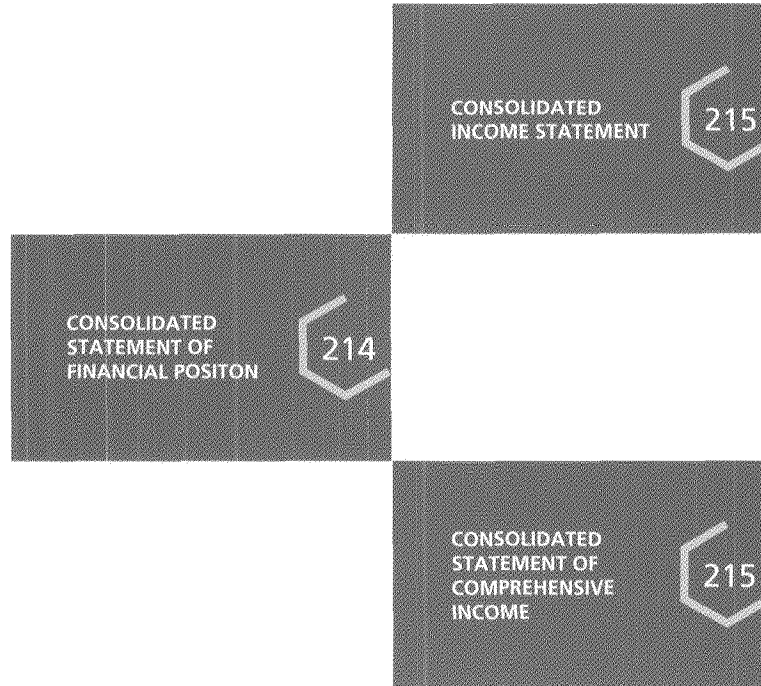 CONSOLIDATED
INCOME STATEMENT
215
CONSOLIDATED
STATEMENT OF
FINANCIAL POSITON
214
CONSOLIDATED
STATEMENT OF
COMPREHENSIVE
INCOME
215